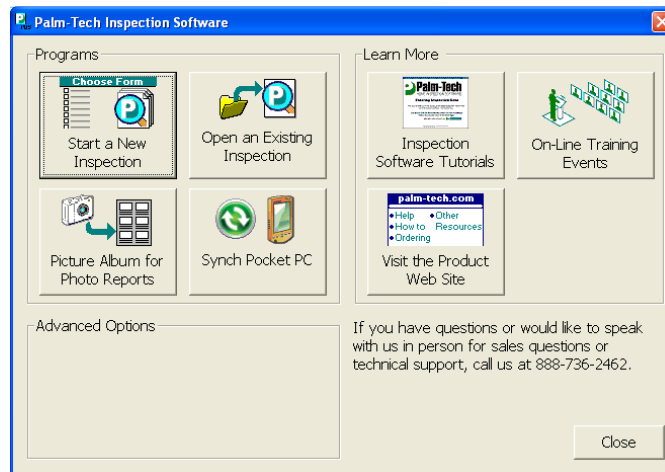 Palm-Tech Inspection Software
Programs
Choose Form
Start a New
Inspection
Open an Existing
Inspection
Picture Album for
Photo Reports
Synch Pocket PC
Learn More
Palm-Tech
Inspection
Software Tutorials
On-Line Training
Events
palm-tech.com
•Help •Other
•How to Resources
•Ordering
Visit the Product
Web Site
Advanced Options
If you have questions or would like to speak
with us in person for sales questions or
technical support, call us at 888-736-2462.
Close